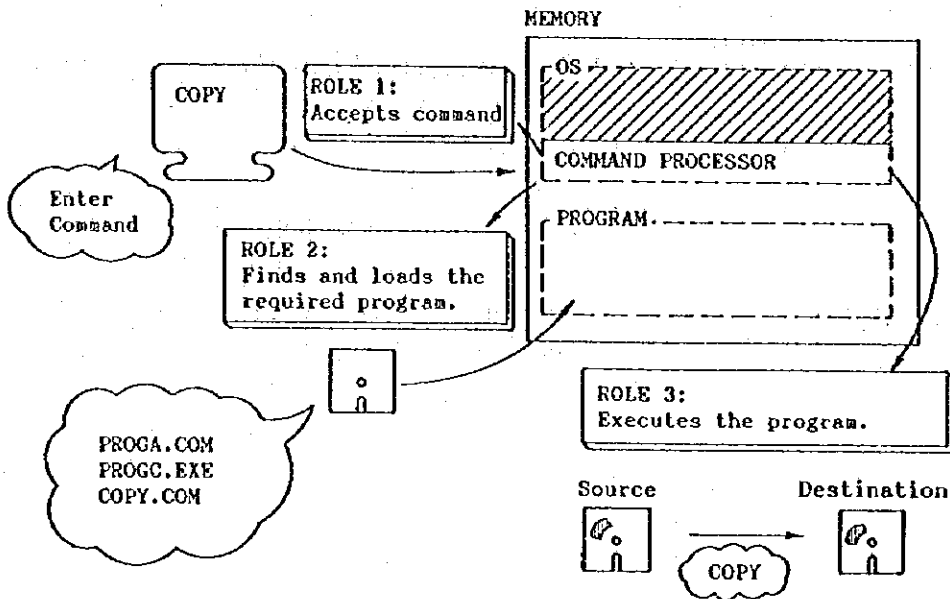 MEMORY
OS
COPY
ROLE 1:
Accepts command
COMMAND PROCESSOR
Enter
Command
PROGRAM
ROLE 2:
Finds and loads the
required program.
ROLE 3:
Executes the program.
PROGA.COM
PROGC.EXE
COPY.COM
Source
Destination
COPY